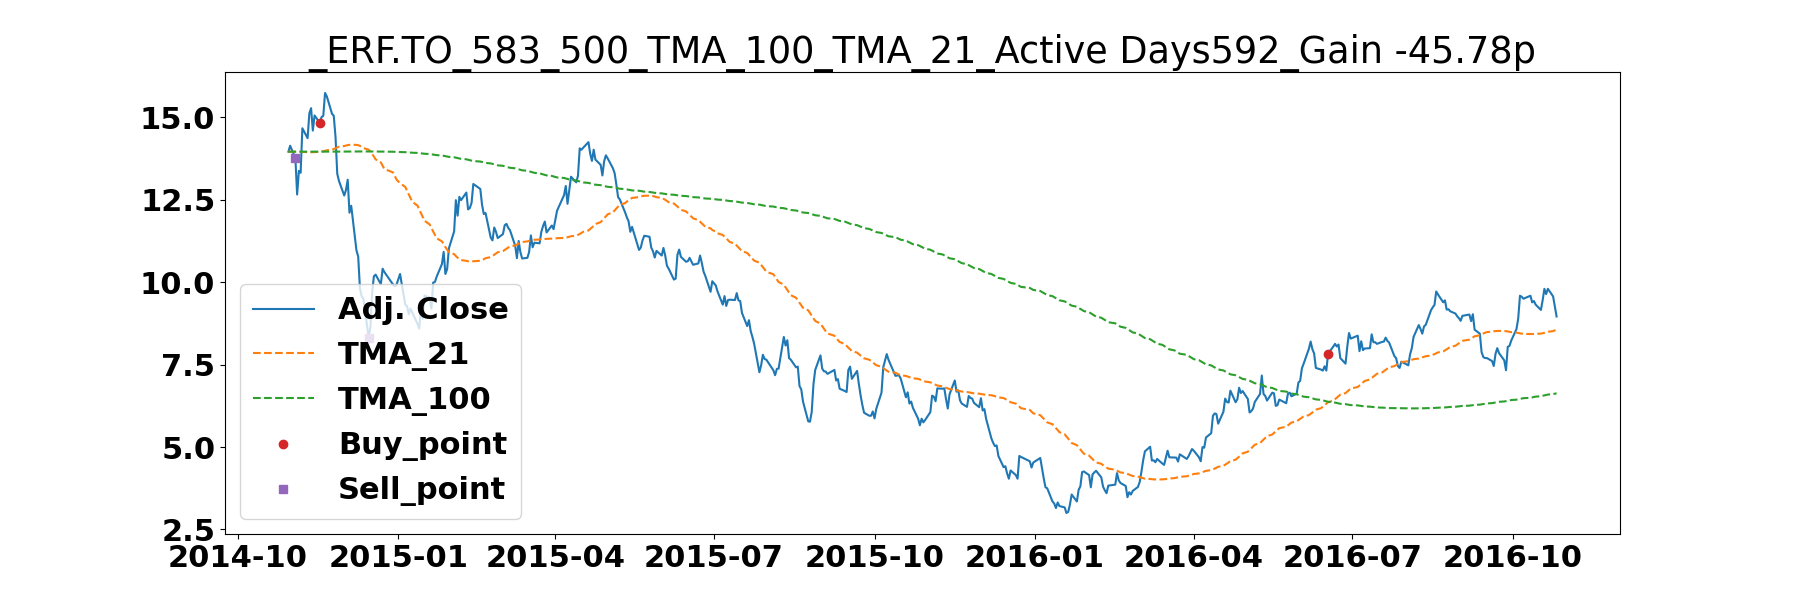 _ERF.TO_583_500_TMA_100_TMA_21_Active Days592_Gain -45.78p
15.0
12.5
10.0
7.5
5.0
2.5
Adj. Close
TMA_21
TMA_100
Buy_point
Sell_point
2014-10 2015-01 2015-04 2015-07 2015-10 2016-01 2016-04 2016-07 2016-10